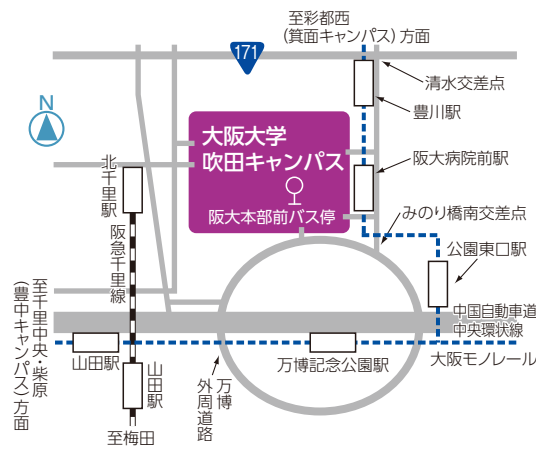 至彩都西
(箕面キャンパス)方面
171
清水交差点
豊川駅
N
大阪大学
吹田キャンパス
阪大病院前駅
北千里駅
阪大本部前バス停
みのり橋南交差点
阪急千里線
公園東口駅
至千里中央・柴原
(豊中キャンパス)方面
中国自動車道
中央環状線
山田駅
万博記念公園駅
大阪モノレール
山田駅
万博
外周道路
至梅田